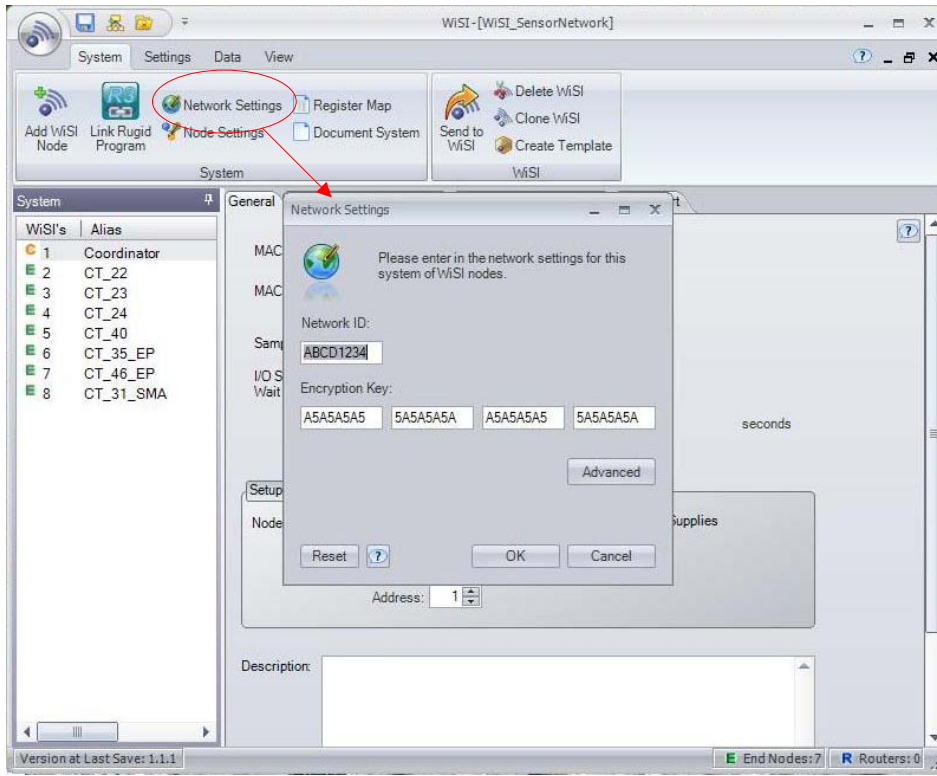 WiSI-[WiSI_SensorNetwork]
System Settings Data View
Add WiSI Node
Link Rugid Program
Network Settings
Node Settings
Register Map
Document System
System
Send to WiSI
Delete WiSI
Clone WiSI
Create Template
WiSI
System
WiSI's Alias
C 1 Coordinator
E 2 CT_22
E 3 CT_23
E 4 CT_24
E 5 CT_40
E 6 CT_35_EP
E 7 CT_46_EP
E 8 CT_31_SMA
General
MAC
MAC
I/O S
Wait
seconds
Setup
Node
Supplies
Address: 1
Description:
Network Settings
Please enter in the network settings for this
system of WiSI nodes.
Network ID:
ABCD1234
Encryption Key:
A5A5A5A5 5A5A5A5A A5A5A5A5 5A5A5A5A
Advanced
Reset ? OK Cancel
Version at Last Save: 1.1.1
E End Nodes:7 R Routers:0